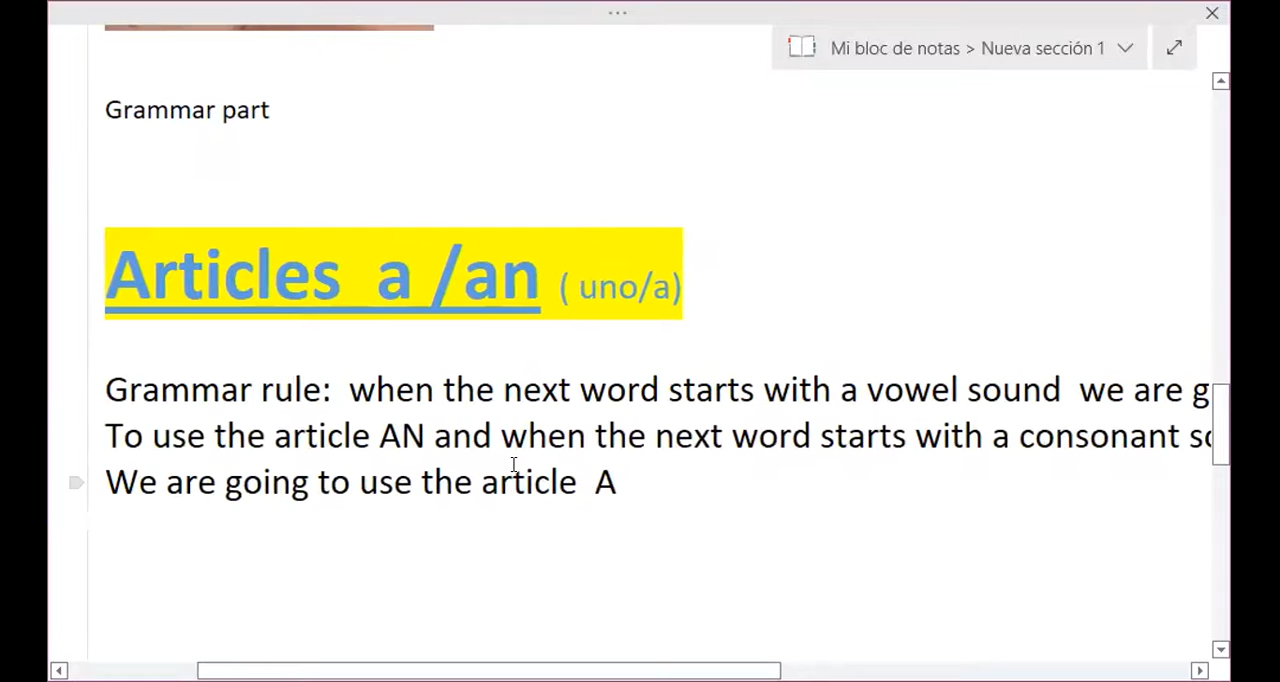 Mi bloc de notas > Nueva sección 1
Grammar part
Articles a /an ( uno/a)
Grammar rule: when the next word starts with a vowel sound we are g
To use the article AN and when the next word starts with a consonant so
We are going to use the article A